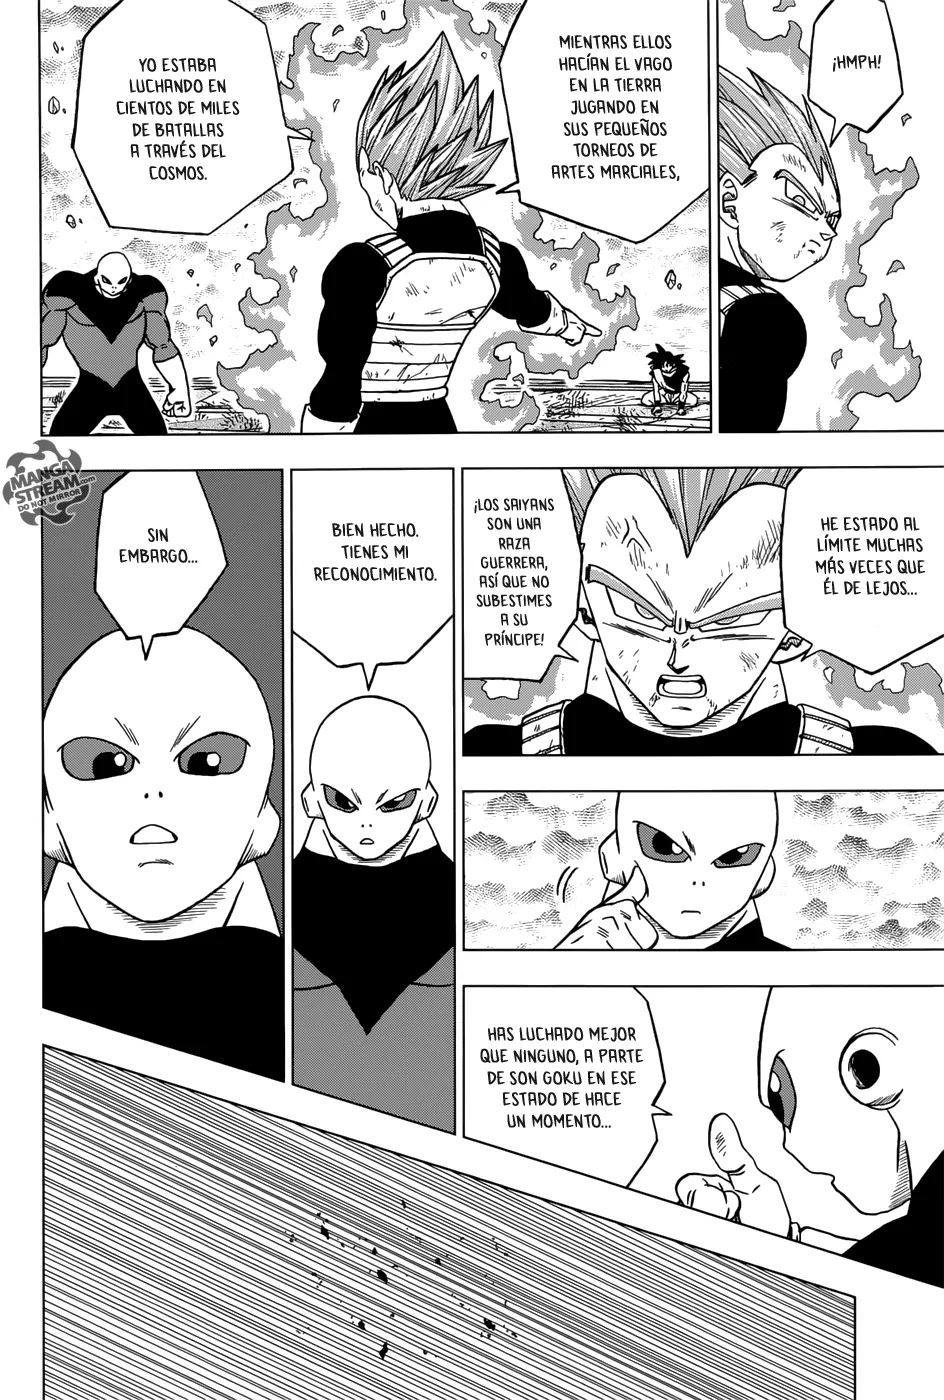 ¡HMPH!
MIENTRAS ELLOS
HACÍAN EL VAGO
EN LA TIERRA
JUGANDO EN
SUS PEQUEÑOS
TORNEOS DE
ARTES MARCIALES,
YO ESTABA
LUCHANDO EN
CIENTOS DE MILES
DE BATALLAS
A TRAVÉS DEL
COSMOS.
HE ESTADO AL
LÍMITE MUCHAS
MÁS VECES QUE
ÉL DE LEJOS...
¡LOS SAIYANS
SON UNA
RAZA
GUERRERA,
ASÍ QUE NO
SUBESTIMES
A SU
PRÍNCIPE!
HAS LUCHADO MEJOR
QUE NINGUNO, A PARTE
DE SON GOKU EN ESE
ESTADO DE HACE
UN MOMENTO...
BIEN HECHO.
TIENES MI
RECONOCIMIENTO.
SIN
EMBARGO...
MANGA
STREAM.com
DO NOT MIRROR